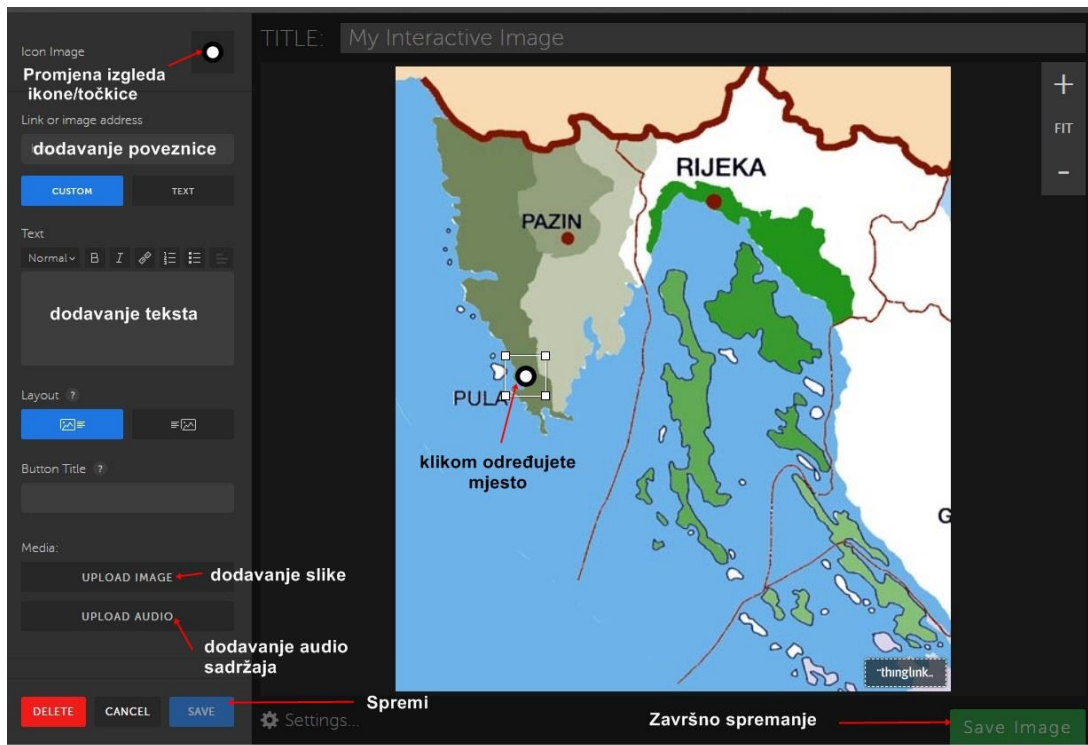 Icon Image
Promjena izgleda
ikone/točkice
Link or image address
dodavanje poveznice
CUSTOM
TEXT
Text
Normal
B
I
dodavanje teksta
Layout ?
Button Title ?
Media:
UPLOAD IMAGE
dodavanje slike
UPLOAD AUDIO
dodavanje audio
sadržaja
DELETE
CANCEL
SAVE
Spremi
TITLE: My Interactive Image
FIT
RIJEKA
PAZIN
PULA
klikom određujete
mjesto
G
thinglink..
Settings...
Završno spremanje
Save Image